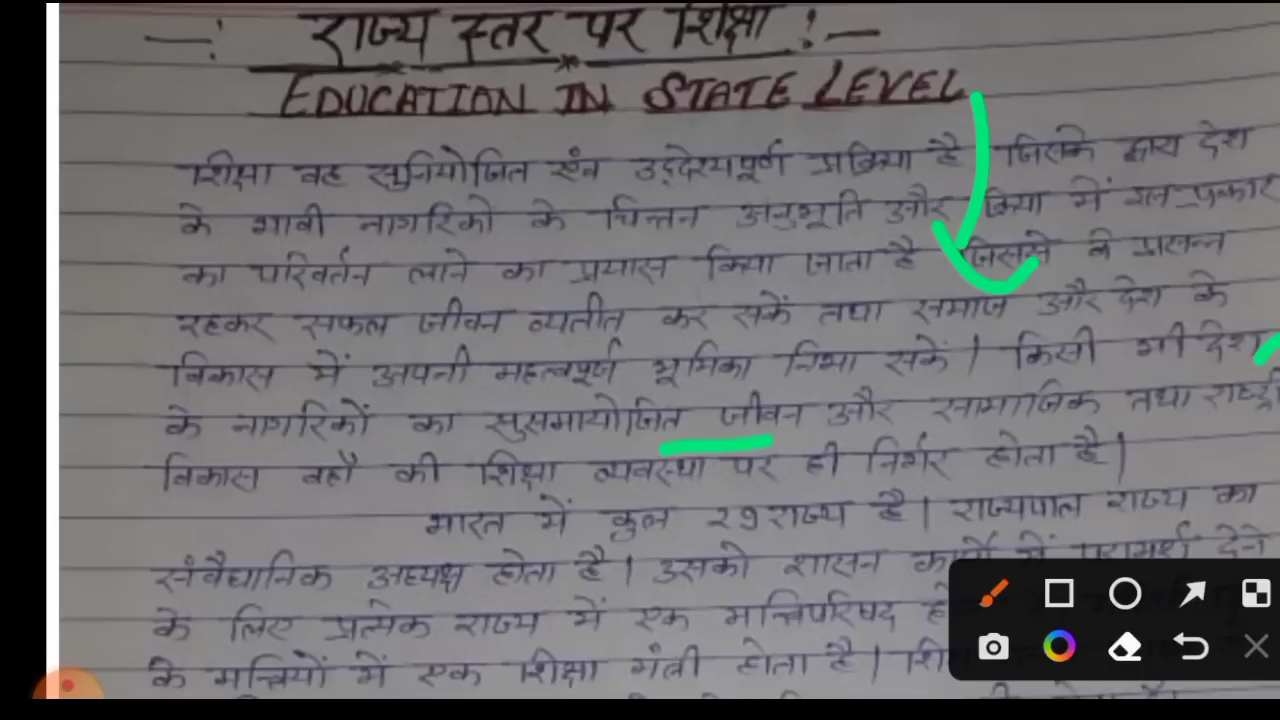 —: राज्य स्तर पर शिक्षा :—
EDUCATION IN STATE LEVEL
शिक्षा वह सुनियोजित एंव उद्देश्यपूर्ण प्रक्रिया है जिसके द्वारा देश
के भावी नागरिको के चिन्तन अनुभूति और क्रिया में इस प्रकार
का परिवर्तन लाने का प्रयास किया जाता है जिससे वे प्रसन्न
रहकर सफल जीवन व्यतीत कर सकें तथा समाज और देश के
विकास में अपनी महत्वपूर्ण भूमिका निभा सकें। किसी भी देश
के नागरिकों का सुसमायोजित जीवन और सामाजिक तथा राष्ट्री
विकास वहाँ की शिक्षा व्यवस्था पर ही निर्भर होता है।
भारत में कुल २९ राज्य है। राज्यपाल राज्य का
संवैधानिक अध्यक्ष होता है। उसको शासन कार्यो में परामर्श देने
के लिए प्रत्येक राज्य में एक मन्त्रिपरिषद
के मन्त्रियों में एक शिक्षा मंत्री होता है।